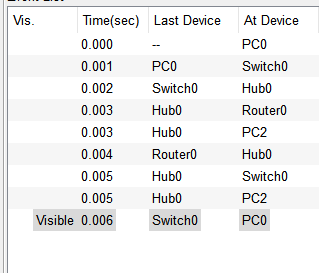 Vis. Time(sec) Last Device At Device
0.000 -- PC0
0.001 PC0 Switch0
0.002 Switch0 Hub0
0.003 Hub0 Router0
0.003 Hub0 PC2
0.004 Router0 Hub0
0.005 Hub0 Switch0
0.005 Hub0 PC2
Visible 0.006 Switch0 PC0